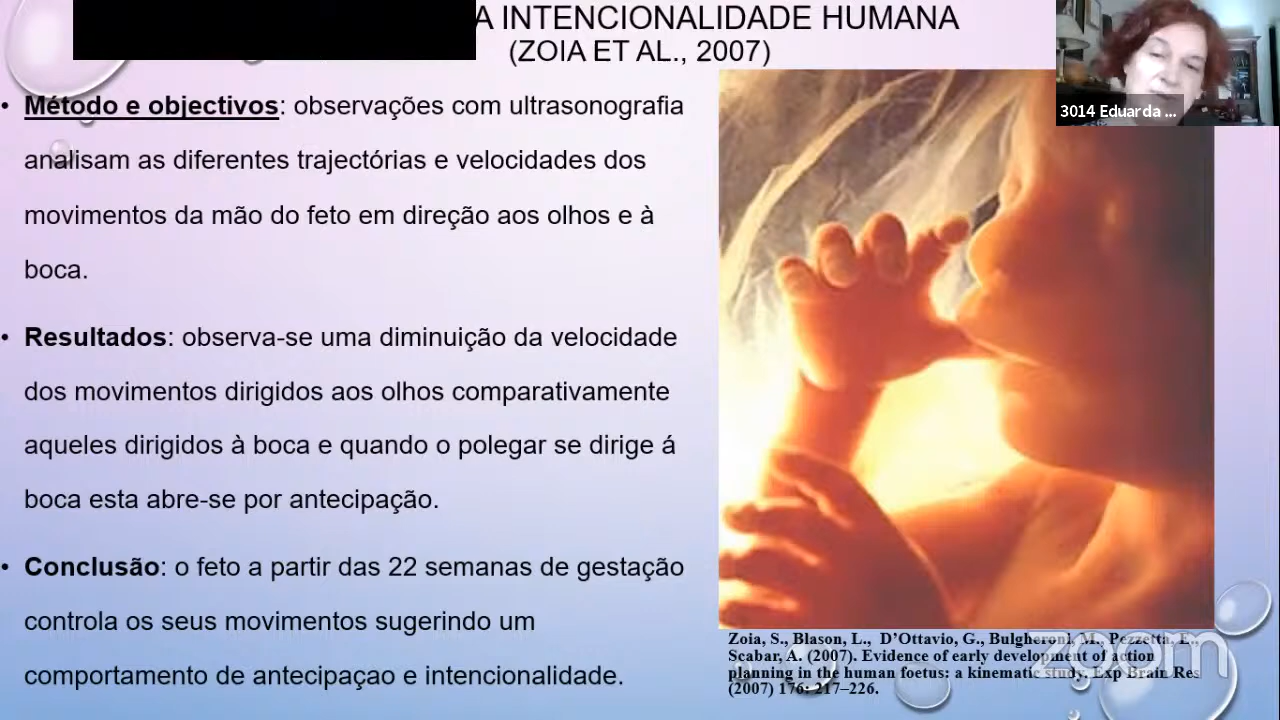 A INTENCIONALIDADE HUMANA
(ZOIA ET AL., 2007)
3014 Eduarda ...
• Método e objectivos: observações com ultrasonografia
analisam as diferentes trajectórias e velocidades dos
movimentos da mão do feto em direção aos olhos e à
boca.
• Resultados: observa-se uma diminuição da velocidade
dos movimentos dirigidos aos olhos comparativamente
aqueles dirigidos à boca e quando o polegar se dirige á
boca esta abre-se por antecipação.
• Conclusão: o feto a partir das 22 semanas de gestação
controla os seus movimentos sugerindo um
comportamento de antecipaçao e intencionalidade.
Zoia, S., Blason, L., D’Ottavio, G., Bulgheroni, M., Pezzetta, E.,
Scabar, A. (2007). Evidence of early development of action
planning in the human foetus: a kinematic study. Exp Brain Res
(2007) 176: 217–226.
zoom